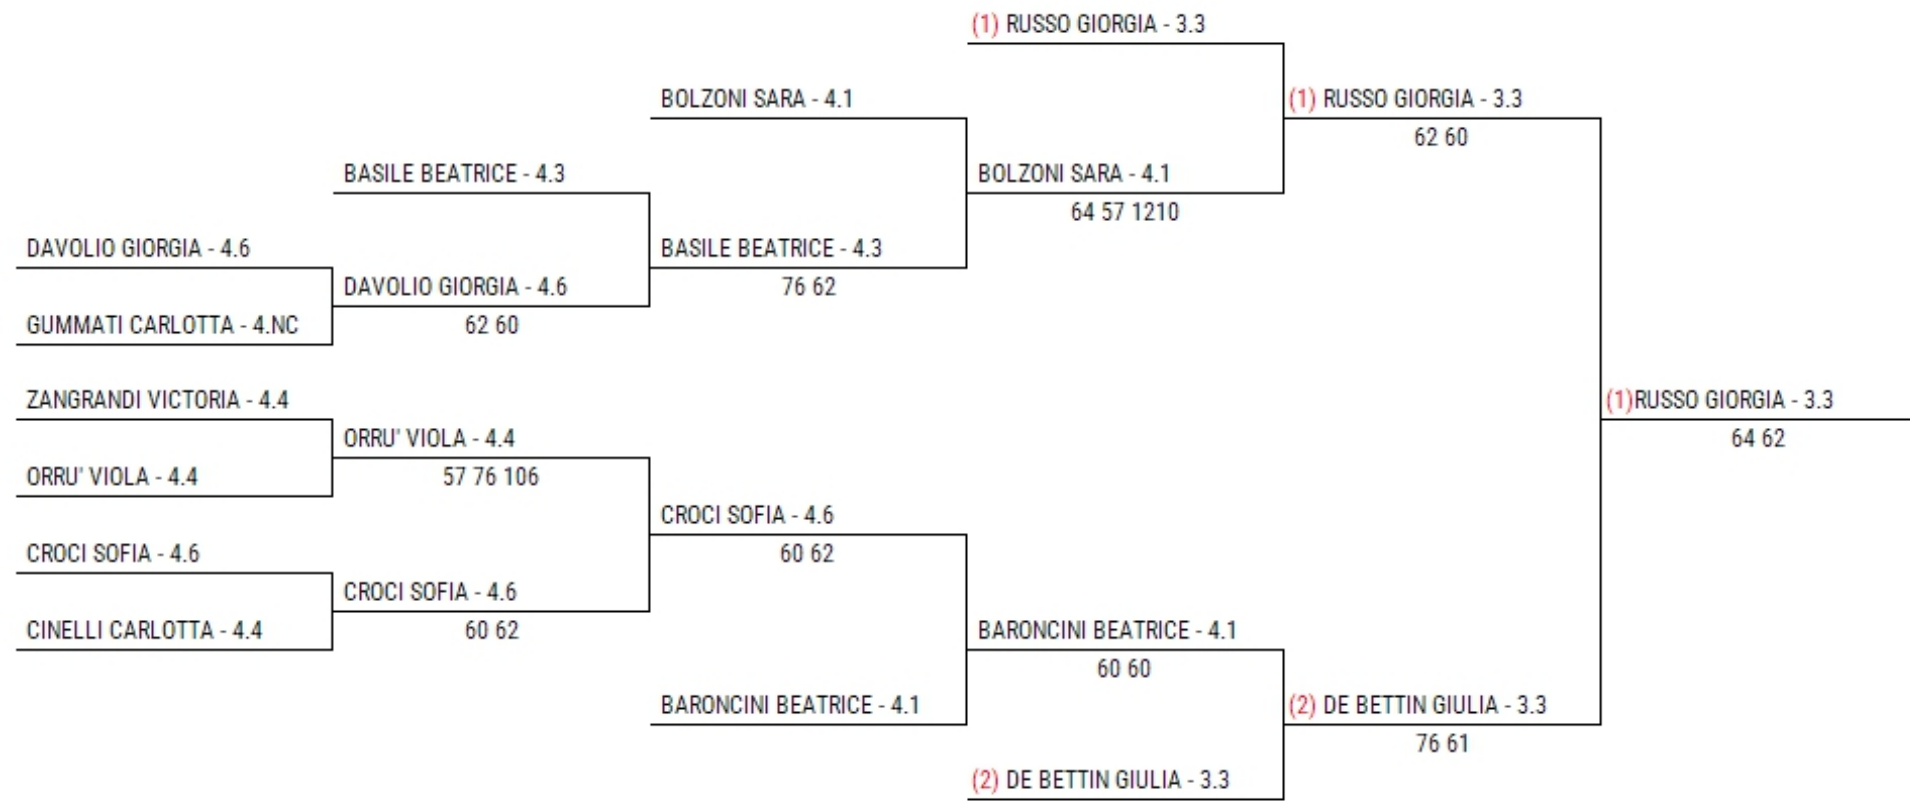 (1) RUSSO GIORGIA - 3.3
BOLZONI SARA - 4.1
(1) RUSSO GIORGIA - 3.3
62 60
BASILE BEATRICE - 4.3
BOLZONI SARA - 4.1
64 57 1210
DAVOLIO GIORGIA - 4.6
BASILE BEATRICE - 4.3
76 62
DAVOLIO GIORGIA - 4.6
62 60
GUMMATI CARLOTTA - 4.NC
ZANGRANDI VICTORIA - 4.4
(1)RUSSO GIORGIA - 3.3
64 62
ORRU' VIOLA - 4.4
57 76 106
ORRU' VIOLA - 4.4
CROCI SOFIA - 4.6
60 62
CROCI SOFIA - 4.6
CROCI SOFIA - 4.6
60 62
CINELLI CARLOTTA - 4.4
BARONCINI BEATRICE - 4.1
60 60
BARONCINI BEATRICE - 4.1
(2) DE BETTIN GIULIA - 3.3
76 61
(2) DE BETTIN GIULIA - 3.3